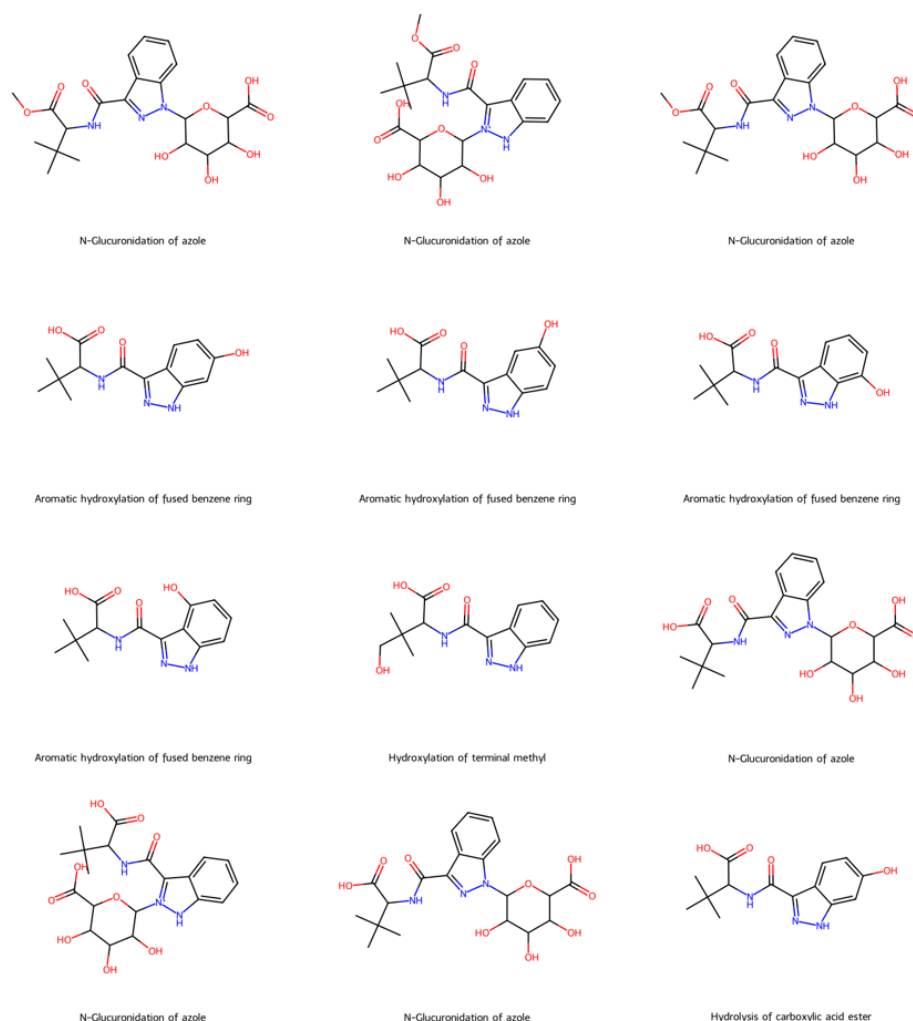 N-Glucuronidation of azole
N-Glucuronidation of azole
N-Glucuronidation of azole
Aromatic hydroxylation of fused benzene ring
Aromatic hydroxylation of fused benzene ring
Aromatic hydroxylation of fused benzene ring
Aromatic hydroxylation of fused benzene ring
Hydroxylation of terminal methyl
N-Glucuronidation of azole
N-Glucuronidation of azole
N-Glucuronidation of azole
Hydrolysis of carboxylic acid ester